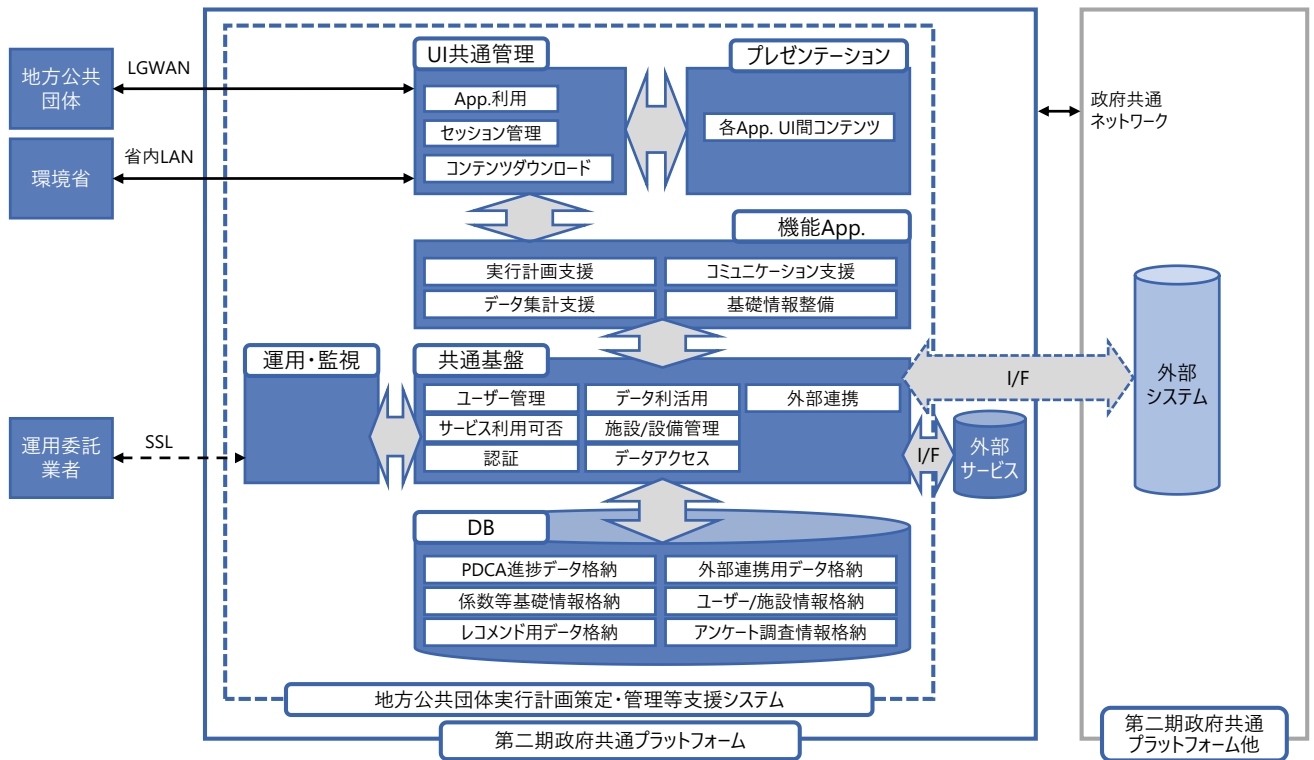 UI共通管理
プレゼンテーション
地方公共
団体
LGWAN
App.利用
セッション管理
コンテンツダウンロード
各App. UI間コンテンツ
政府共通
ネットワーク
環境省
省内LAN
機能App.
実行計画支援
コミュニケーション支援
データ集計支援
基礎情報整備
運用・監視
共通基盤
ユーザー管理
データ利活用
外部連携
サービス利用可否
施設/設備管理
認証
データアクセス
I/F
外部
システム
運用委託
業者
SSL
I/F
外部
サービス
DB
PDCA進捗データ格納
外部連携用データ格納
係数等基礎情報格納
ユーザー/施設情報格納
レコメンド用データ格納
アンケート調査情報格納
地方公共団体実行計画策定・管理等支援システム
第二期政府共通プラットフォーム
第二期政府共通
プラットフォーム他